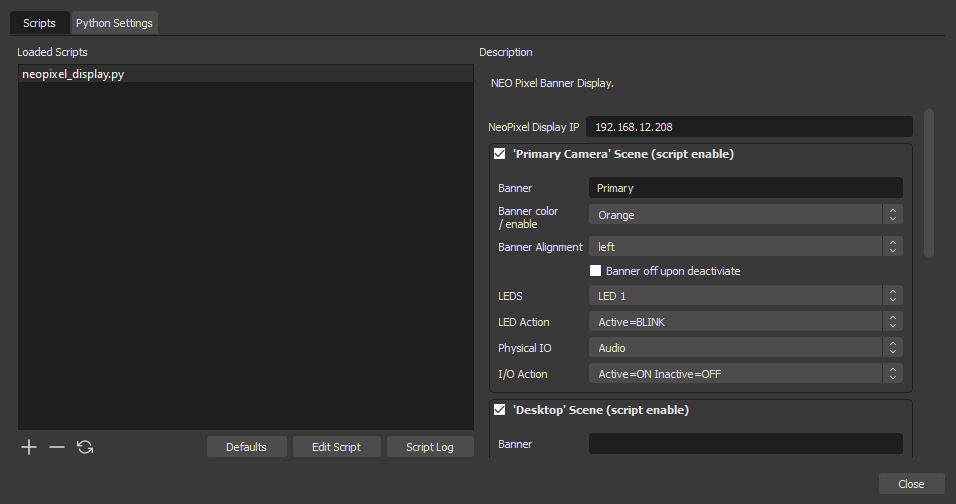 Scripts Python Settings
Loaded Scripts
neopixel_display.py
Defaults Edit Script Script Log
Description
NEO Pixel Banner Display.
NeoPixel Display IP 192.168.12.208
'Primary Camera' Scene (script enable)
Banner Primary
Banner color
/ enable
Orange
Banner Alignment left
Banner off upon deactiviate
LEDS LED 1
LED Action Active=BLINK
Physical IO Audio
I/O Action Active=ON Inactive=OFF
'Desktop' Scene (script enable)
Banner
Close